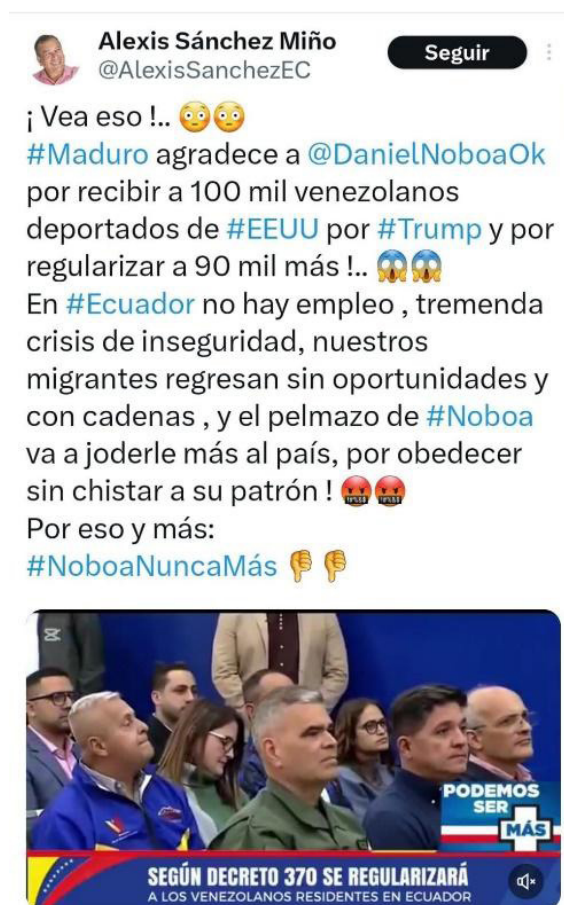 Alexis Sánchez Miño
Seguir
@AlexisSanchezEC
¡ Vea eso !.. 😳😳
#Maduro agradece a @DanielNoboaOk
por recibir a 100 mil venezolanos
deportados de #EEUU por #Trump y por
regularizar a 90 mil más !.. 😱😱
En #Ecuador no hay empleo , tremenda
crisis de inseguridad, nuestros
migrantes regresan sin oportunidades y
con cadenas , y el pelmazo de #Noboa
va a joderle más al país, por obedecer
sin chistar a su patrón ! 🤬🤬
Por eso y más:
#NoboaNuncaMás 👎👎
PODEMOS
SER
MÁS
SEGÚN DECRETO 370 SE REGULARIZARÁ
A LOS VENEZOLANOS RESIDENTES EN ECUADOR